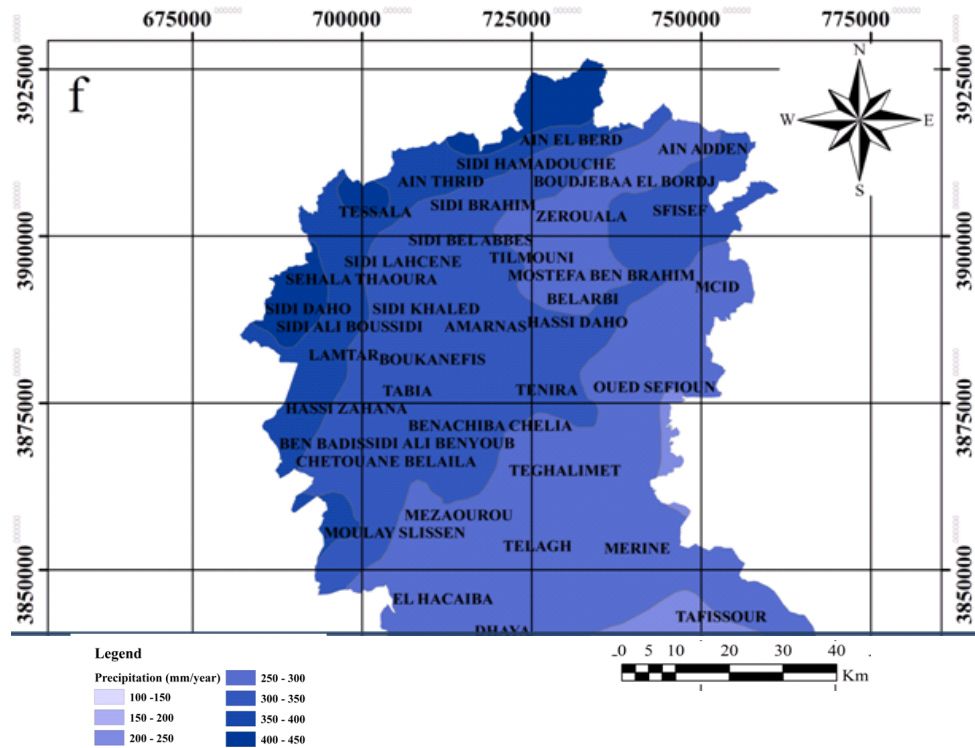 675000 700000 725000 750000 775000
f
N
W E
S
3925000 3925000
3900000 3900000
3875000 3875000
3850000 3850000
AIN EL BERD
AIN ADDEN
SIDI HAMADOUCHE
AIN THRID BOUDJEBAA EL BORDJ
SIDI BRAHIM
TESSALA ZEROUALA SFISEF
SIDI BEL ABBES
SIDI LAHCENE TILMOUNI
SEHALA THAOURA MOSTEFA BEN BRAHIM
MCID
BELARBI
SIDI DAHO SIDI KHALED
SIDI ALI BOUSSIDI AMARNAS HASSI DAHO
LAMTAR BOUKANEFIS
TABIA TENIRA OUED SEFIOUN
HASSI ZAHANA
BENACHIBA CHELIA
BEN BADISSIDI ALI BENYOUB
CHETOUANE BELAILA
TEGHALIMET
MEZAOUROU
MOULAY SLISSEN
TELAGH MERINE
EL HACAIBA
TAFISSOUR
DHAYA
Legend
Precipitation (mm/year)
100 -150
150 - 200
200 - 250
250 - 300
300 - 350
350 - 400
400 - 450
0 5 10 20 30 40
Km